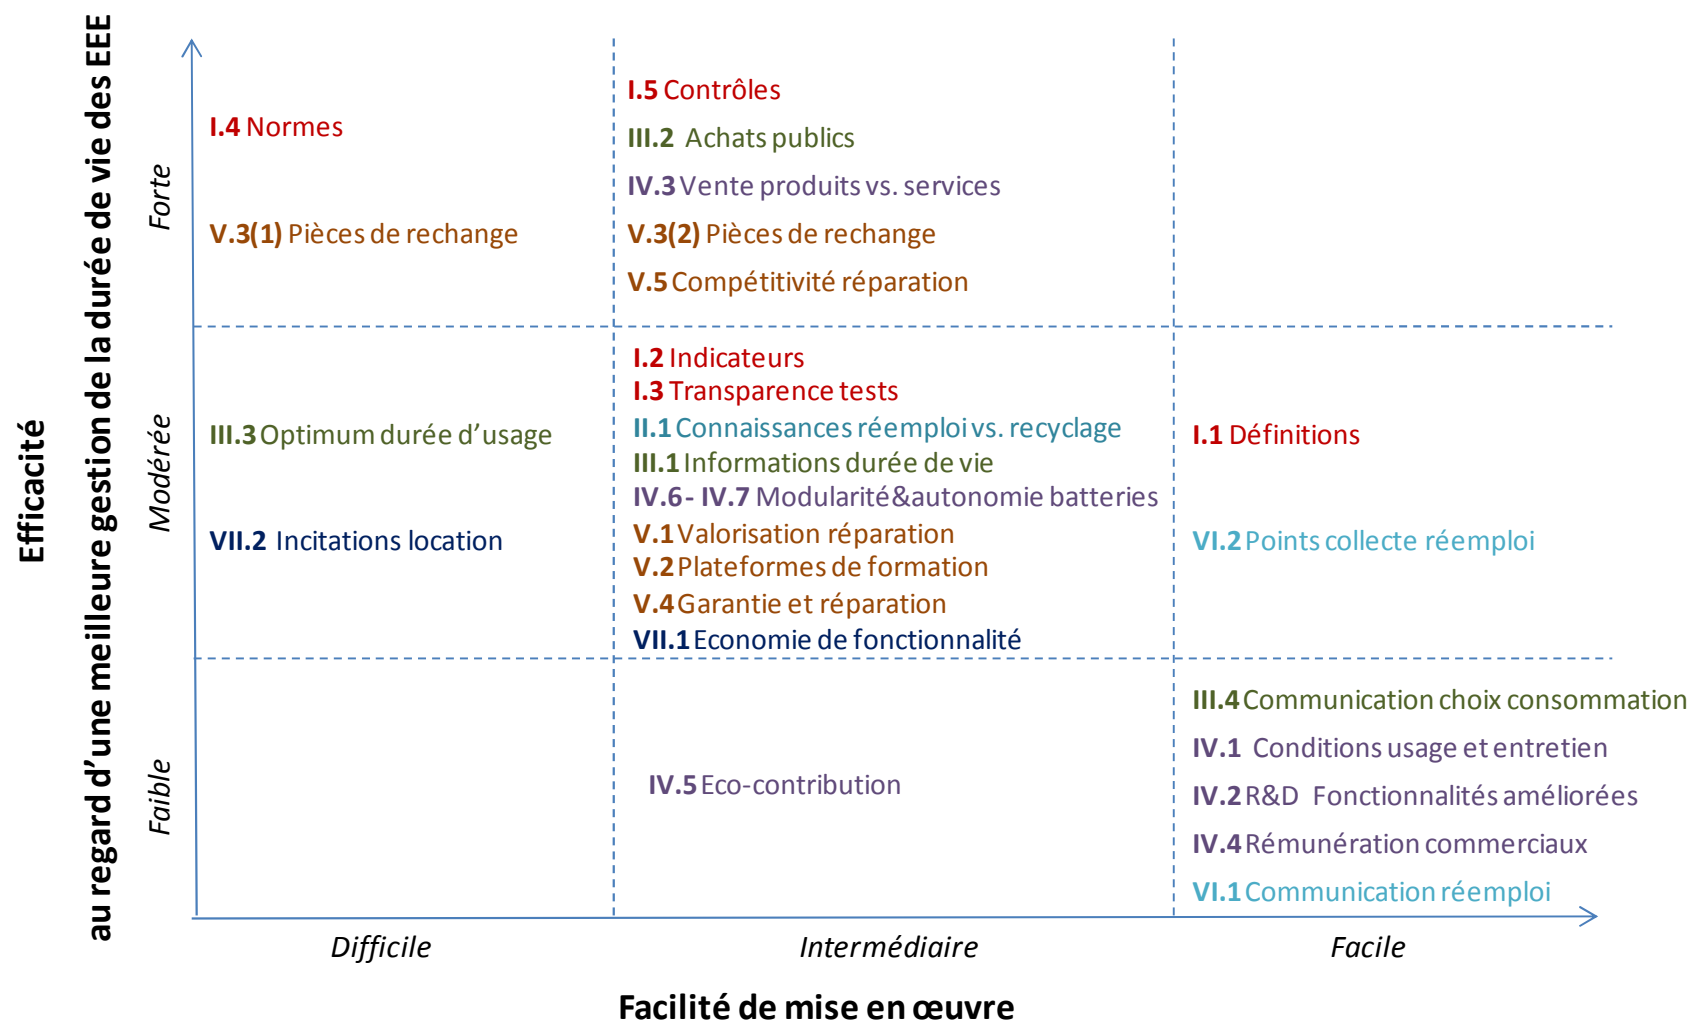 Efficacité
au regard d'une meilleure gestion de la durée de vie des EEE
Forte
I.4 Normes
V.3(1) Pièces de rechange
I.5 Contrôles
III.2 Achats publics
IV.3 Vente produits vs. services
V.3(2) Pièces de rechange
V.5 Compétitivité réparation
Modérée
III.3 Optimum durée d'usage
VII.2 Incitations location
I.2 Indicateurs
I.3 Transparence tests
II.1 Connaissances réemploi vs. recyclage
III.1 Informations durée de vie
IV.6 - IV.7 Modularité&autonomie batteries
V.1 Valorisation réparation
V.2 Plateformes de formation
V.4 Garantie et réparation
VII.1 Economie de fonctionnalité
I.1 Définitions
VI.2 Points collecte réemploi
Faible
IV.5 Eco-contribution
III.4 Communication choix consommation
IV.1 Conditions usage et entretien
IV.2 R&D Fonctionnalités améliorées
IV.4 Rémunération commerciaux
VI.1 Communication réemploi
Difficile
Intermédiaire
Facile
Facilité de mise en œuvre